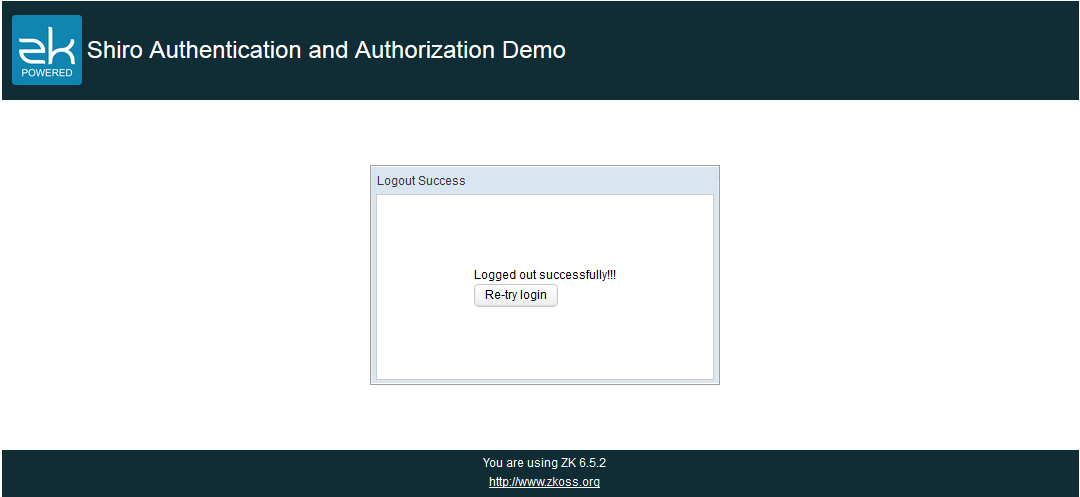 zk
POWERED
Shiro Authentication and Authorization Demo
Logout Success
Logged out successfully!!!
Re-try login
You are using ZK 6.5.2
http://www.zkoss.org